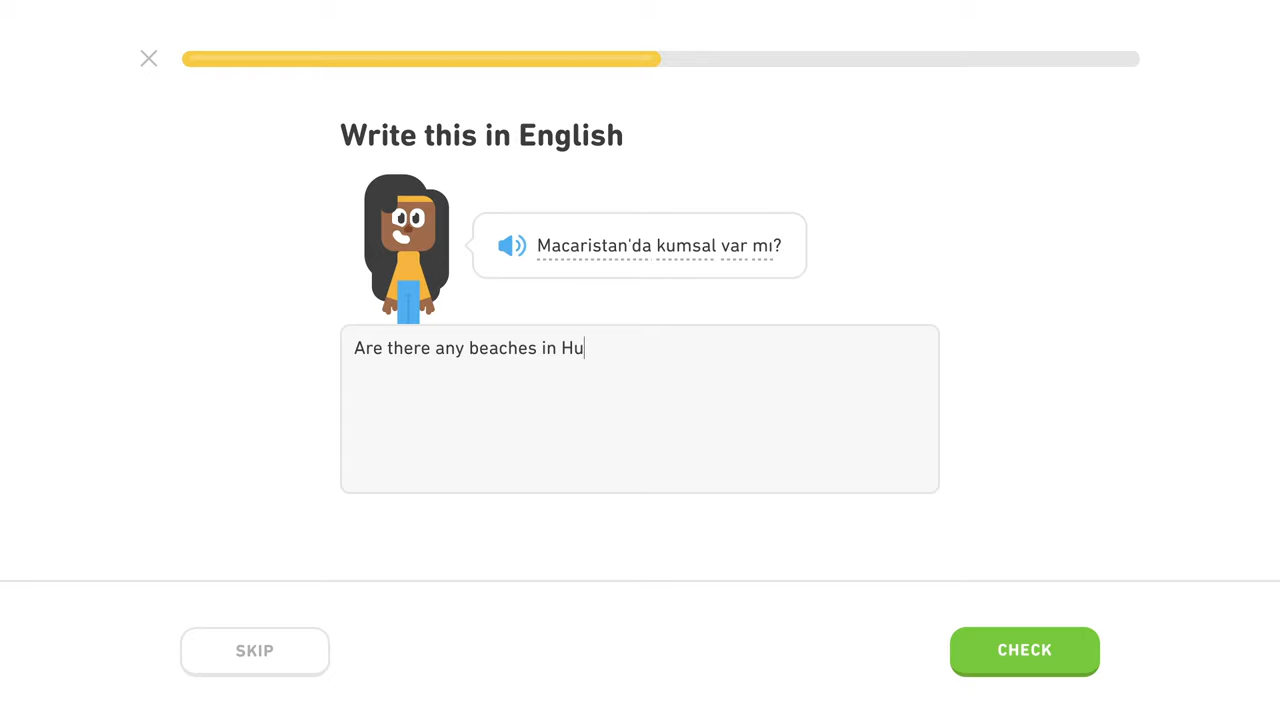 Write this in English
Macaristan'da kumsal var mı?
Are there any beaches in Hu
SKIP
CHECK